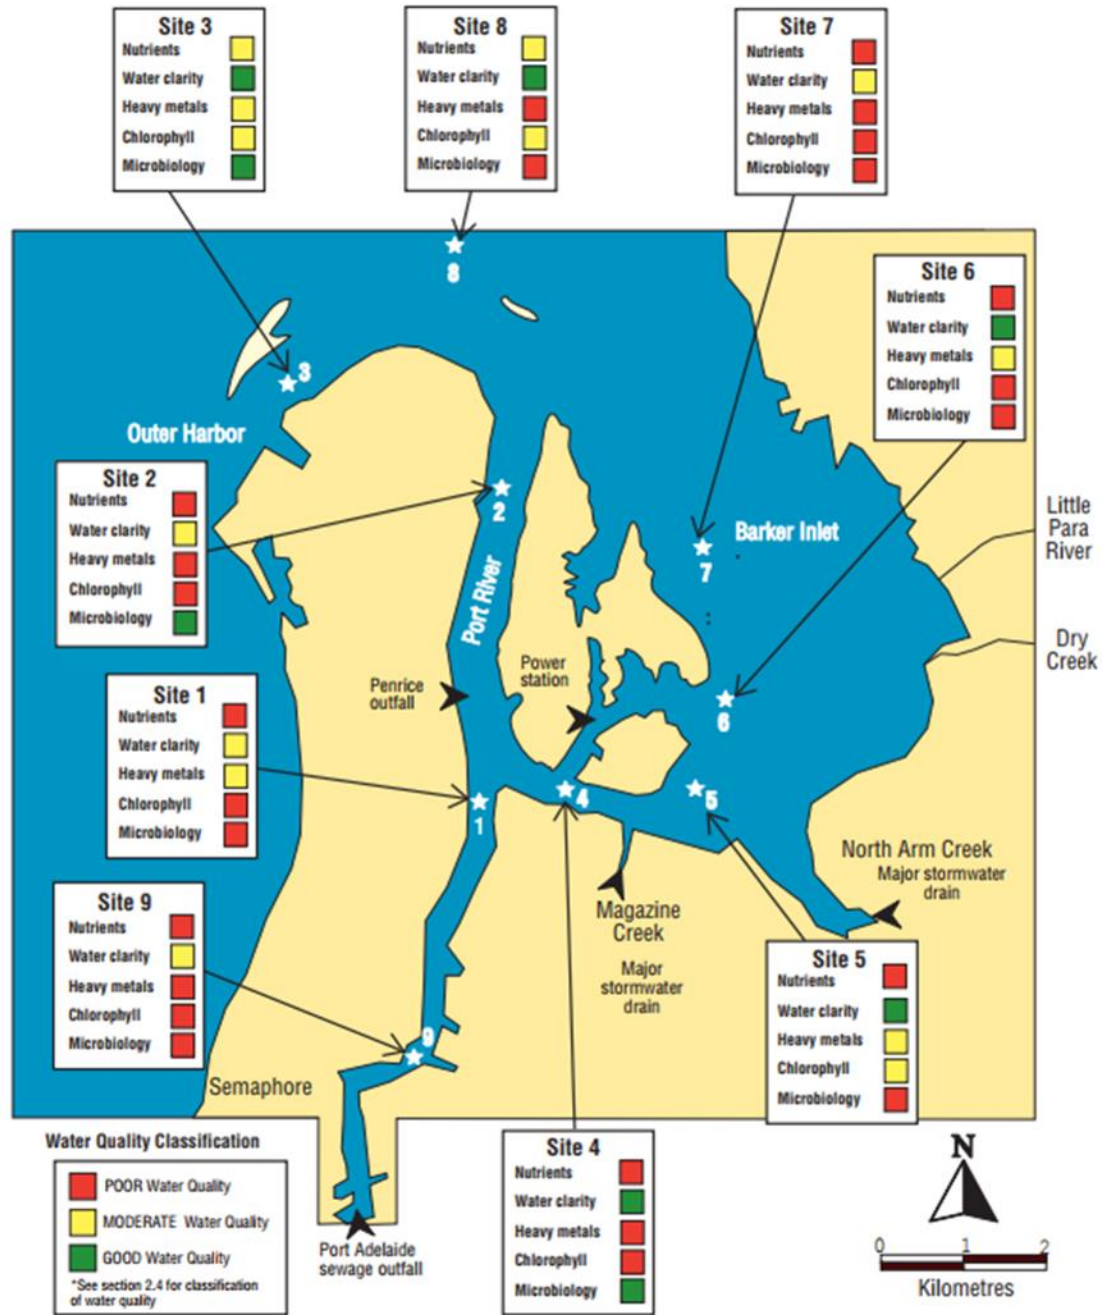 Site 3
Nutrients
Water clarity
Heavy metals
Chlorophyll
Microbiology
Site 8
Nutrients
Water clarity
Heavy metals
Chlorophyll
Microbiology
Site 7
Nutrients
Water clarity
Heavy metals
Chlorophyll
Microbiology
Site 6
Nutrients
Water clarity
Heavy metals
Chlorophyll
Microbiology
8
3
Outer Harbor
Site 2
Nutrients
Water clarity
Heavy metals
Chlorophyll
Microbiology
2
Port River
Barker Inlet
7
Little
Para
River
Dry
Creek
Power
station
Penrice
outfall
6
Site 1
Nutrients
Water clarity
Heavy metals
Chlorophyll
Microbiology
1
4
5
North Arm Creek
Major stormwater
drain
Magazine
Creek
Major
stormwater
drain
Site 9
Nutrients
Water clarity
Heavy metals
Chlorophyll
Microbiology
9
Semaphore
Site 5
Nutrients
Water clarity
Heavy metals
Chlorophyll
Microbiology
Water Quality Classification
POOR Water Quality
MODERATE Water Quality
GOOD Water Quality
*See section 2.4 for classification
of water quality
Port Adelaide
sewage outfall
Site 4
Nutrients
Water clarity
Heavy metals
Chlorophyll
Microbiology
N
0 1 2
Kilometres